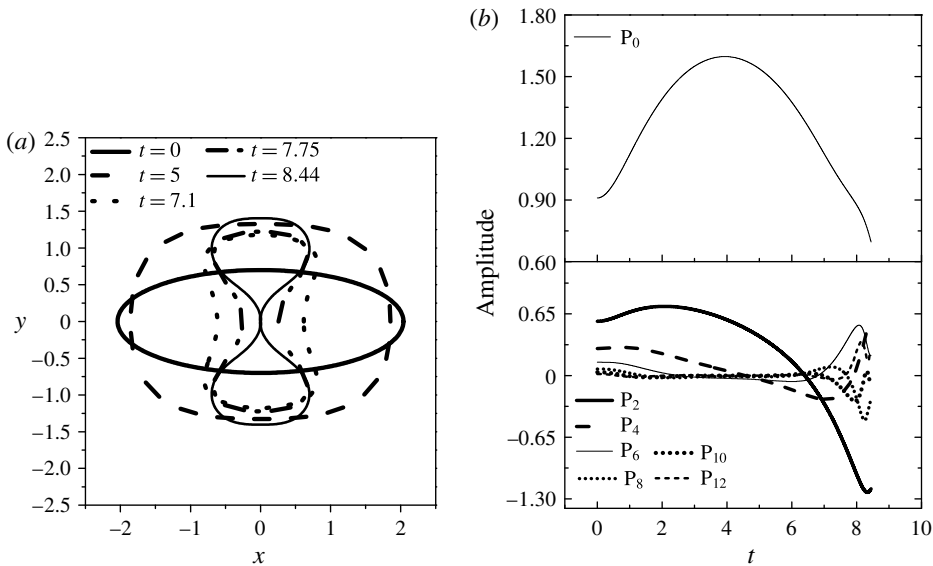 (a)
2.5
2.0
1.5
1.0
0.5
0
–0.5
–1.0
–1.5
–2.0
–2.5
y
t = 0
t = 5
t = 7.1
t = 7.75
t = 8.44
–2 –1 0 1 2
x
(b)
1.80
1.50
1.20
0.90
0.60
P0
Amplitude
0.65
0
–0.65
–1.30
P2
P4
P6
P8
P10
P12
0 2 4 6 8 10
t